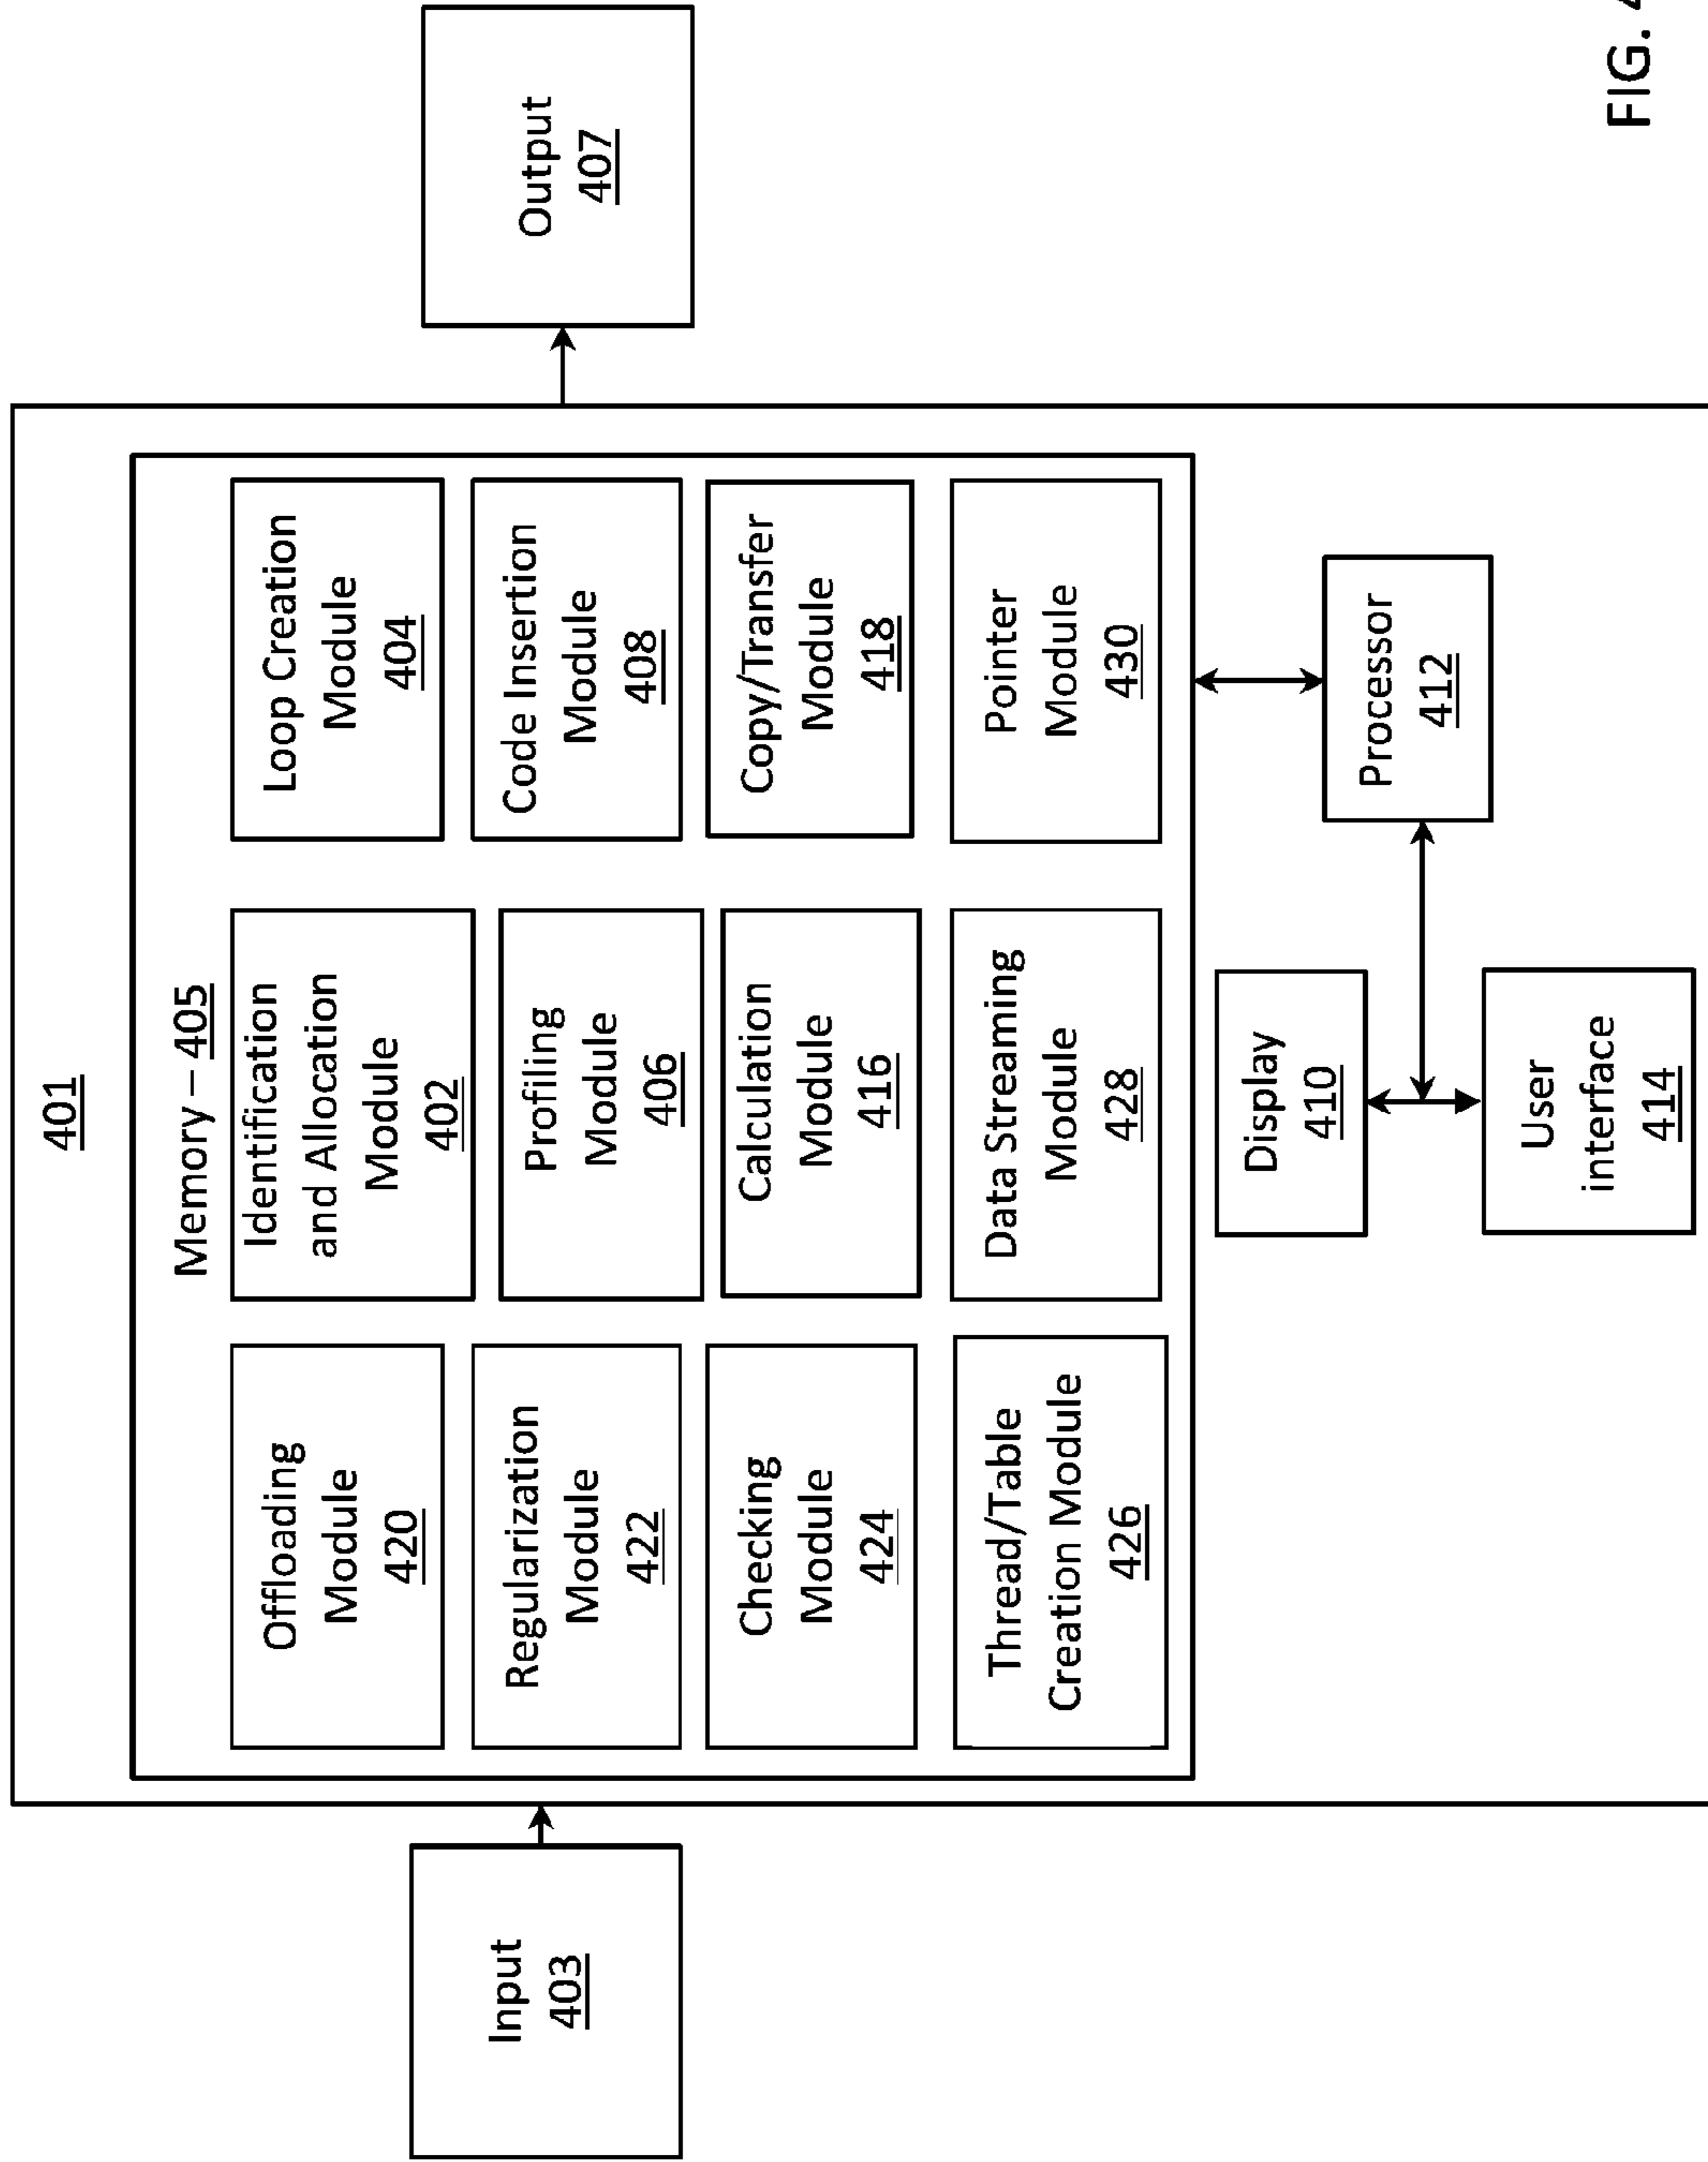 401
Memory – 405
Offloading
Module
420
Identification
and Allocation
Module
402
Loop Creation
Module
404
Regularization
Module
422
Profiling
Module
406
Code Insertion
Module
408
Checking
Module
424
Calculation
Module
416
Copy/Transfer
Module
418
Thread/Table
Creation Module
426
Data Streaming
Module
428
Pointer
Module
430
Input
403
Output
407
Display
410
Processor
412
User
interface
414
FIG. 4